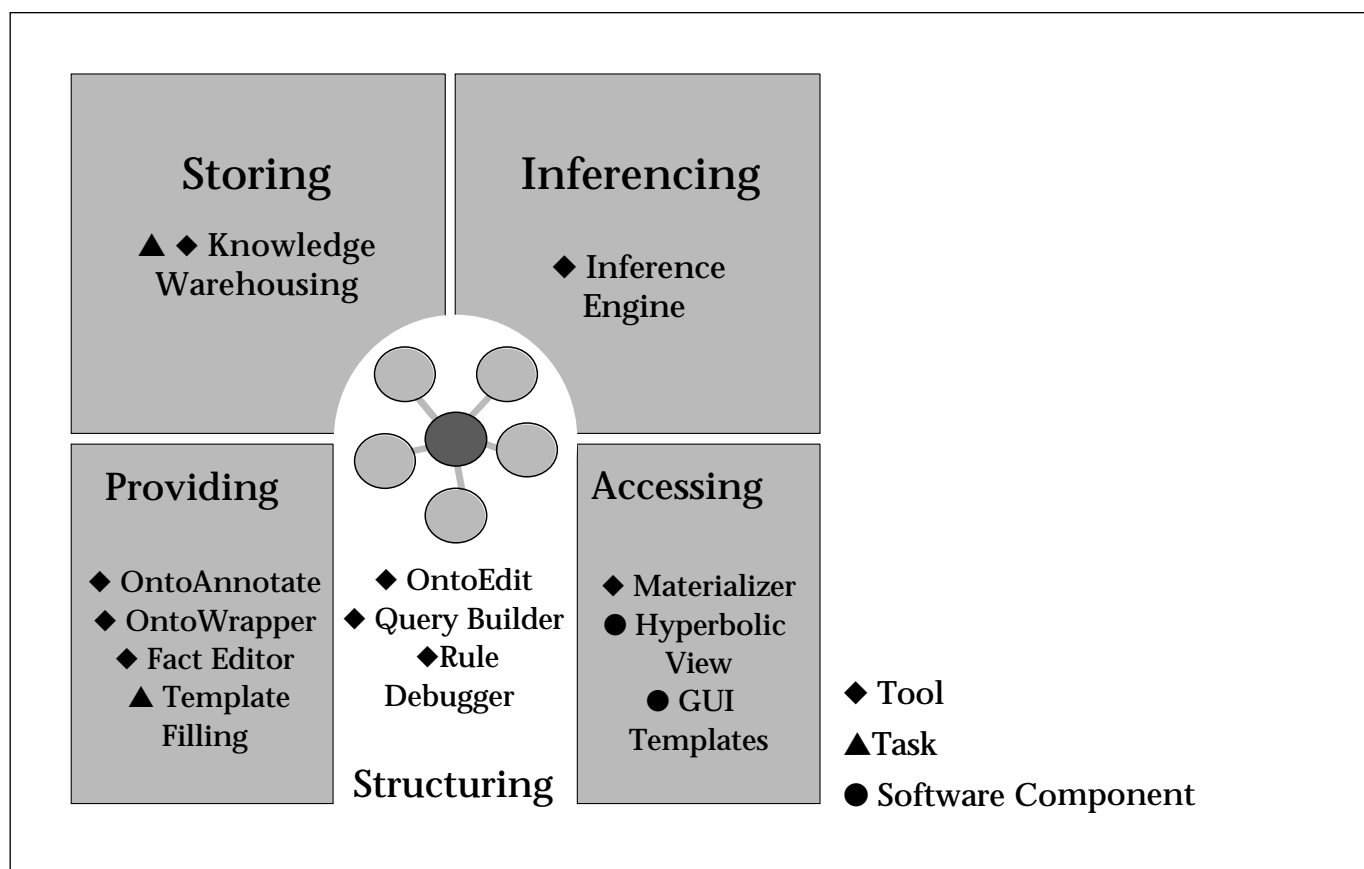 Storing
▲ ◆ Knowledge
Warehousing
Inferencing
◆ Inference
Engine
Providing
◆ OntoAnnotate
◆ OntoWrapper
◆ Fact Editor
▲ Template
Filling
◆ OntoEdit
◆ Query Builder
◆Rule
Debugger
Structuring
Accessing
◆ Materializer
● Hyperbolic
View
● GUI
Templates
◆ Tool
▲Task
● Software Component